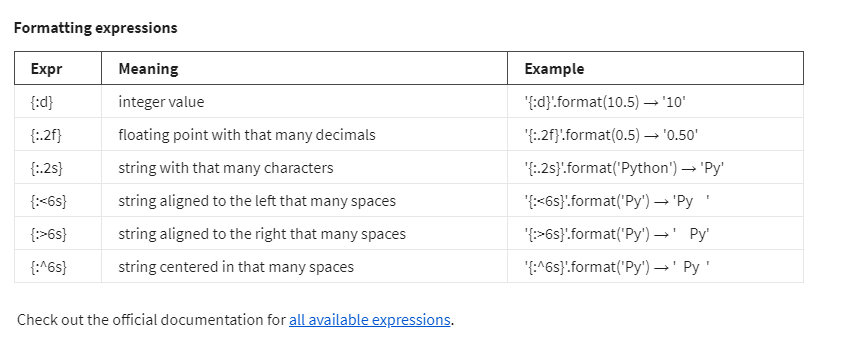 Formatting expressions
Expr Meaning Example
{:d} integer value '{:d}'.format(10.5) → '10'
{:.2f} floating point with that many decimals '{:.2f}'.format(0.5) → '0.50'
{:.2s} string with that many characters '{:.2s}'.format('Python') → 'Py'
{:<6s} string aligned to the left that many spaces '{:<6s}'.format('Py') → 'Py    '
{:>6s} string aligned to the right that many spaces '{:>6s}'.format('Py') → '    Py'
{:^6s} string centered in that many spaces '{:^6s}'.format('Py') → '  Py  '
Check out the official documentation for all available expressions.